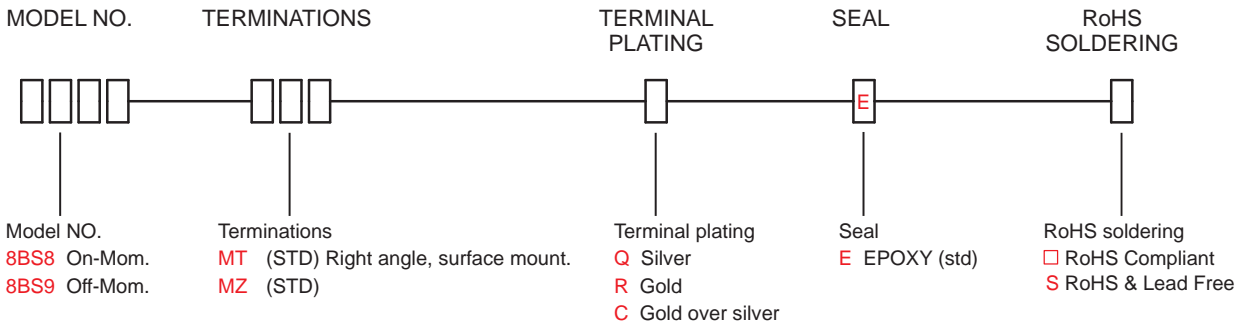 MODEL NO.
TERMINATIONS
TERMINAL
PLATING
SEAL
RoHS
SOLDERING
E
Model NO.
8BS8 On-Mom.
8BS9 Off-Mom.
Terminations
MT (STD) Right angle, surface mount.
MZ (STD)
Terminal plating
Q Silver
R Gold
C Gold over silver
Seal
E EPOXY (std)
RoHS soldering
□ RoHS Compliant
S RoHS & Lead Free